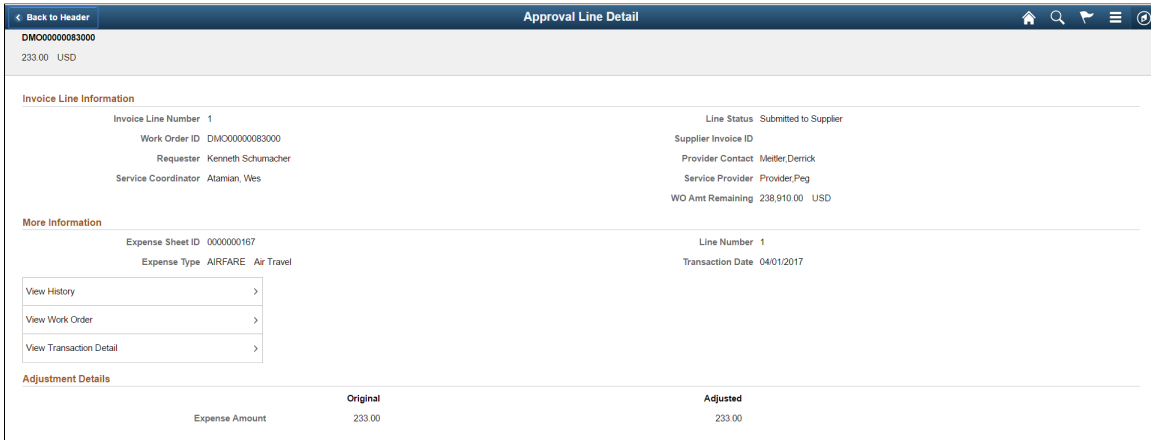 Back to Header
Approval Line Detail
DMO00000083000
233.00 USD
Invoice Line Information
Invoice Line Number 1
Line Status Submitted to Supplier
Work Order ID DMO00000083000
Supplier Invoice ID
Requester Kenneth Schumacher
Provider Contact Meitler,Derrick
Service Coordinator Atamian, Wes
Service Provider Provider,Peg
WO Amt Remaining 238,910.00 USD
More Information
Expense Sheet ID 0000000167
Line Number 1
Expense Type AIRFARE Air Travel
Transaction Date 04/01/2017
View History
View Work Order
View Transaction Detail
Adjustment Details
Original Adjusted
Expense Amount 233.00 233.00